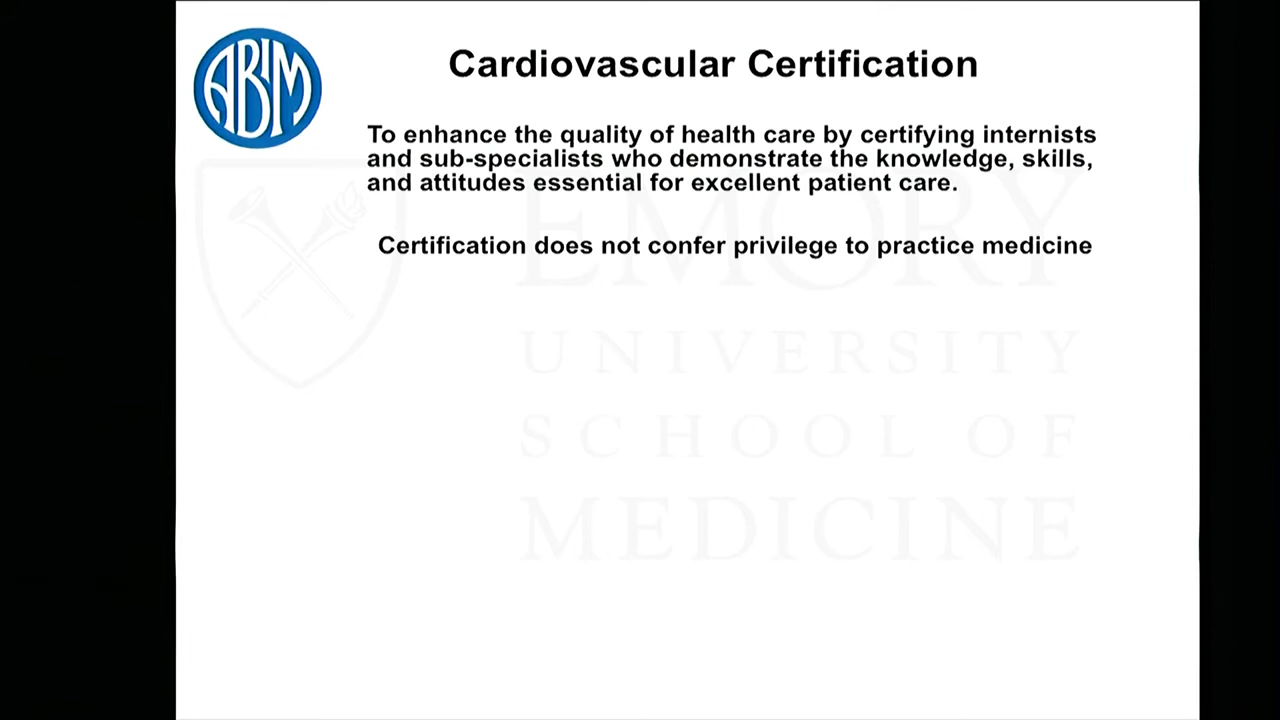 ABIM
Cardiovascular Certification
To enhance the quality of health care by certifying internists
and sub-specialists who demonstrate the knowledge, skills,
and attitudes essential for excellent patient care.
Certification does not confer privilege to practice medicine
EMORY
UNIVERSITY
SCHOOL OF
MEDICINE